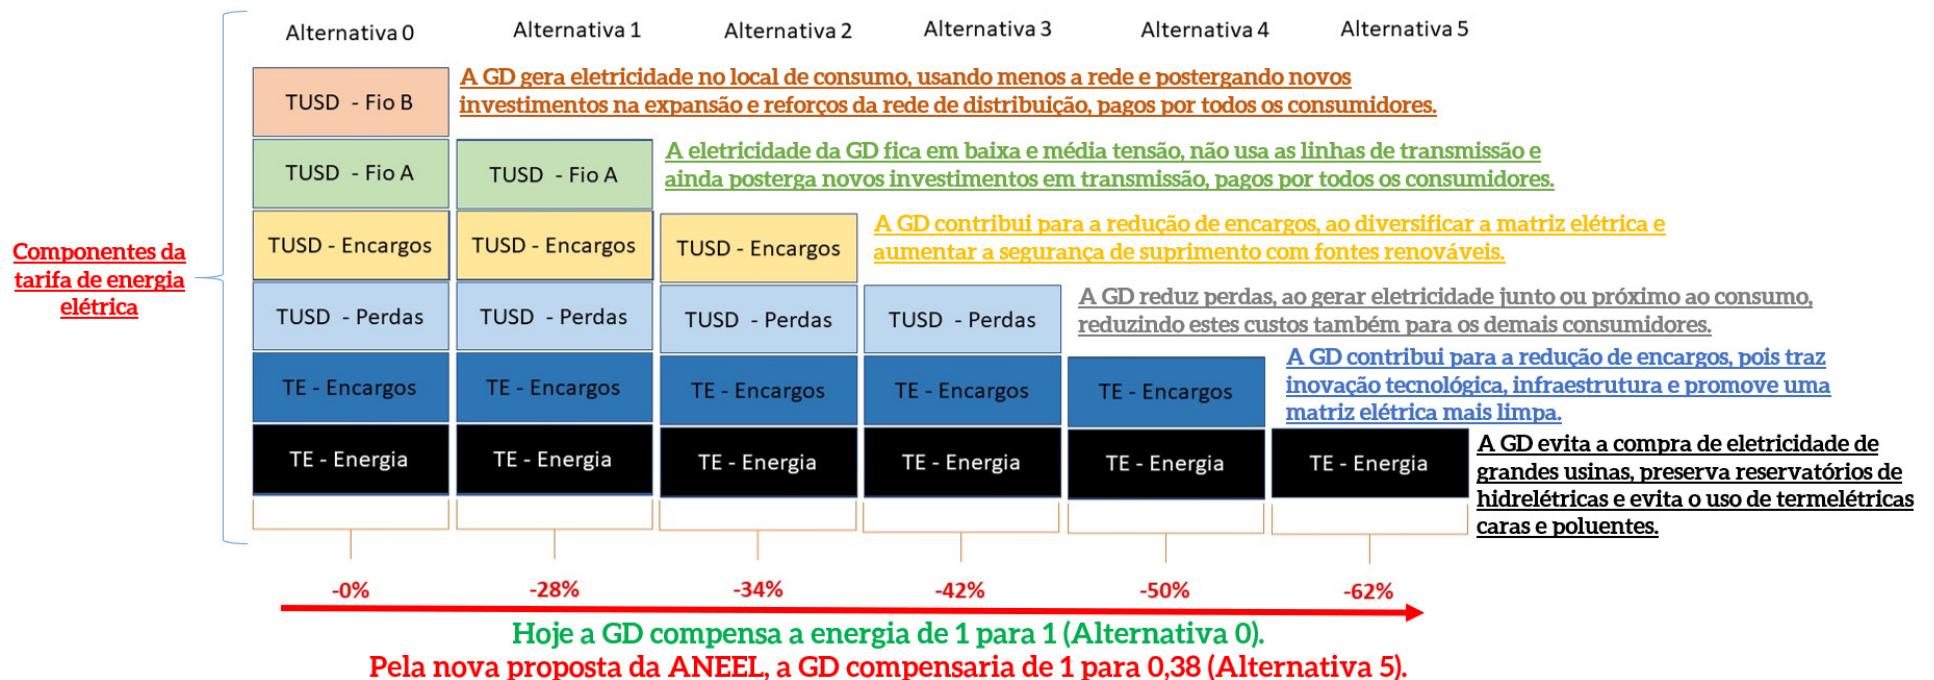 Alternativa 0
Alternativa 1
Alternativa 2
Alternativa 3
Alternativa 4
Alternativa 5
TUSD - Fio B
A GD gera eletricidade no local de consumo, usando menos a rede e postergando novos
investimentos na expansão e reforços da rede de distribuição, pagos por todos os consumidores.
TUSD - Fio A
TUSD - Fio A
A eletricidade da GD fica em baixa e média tensão, não usa as linhas de transmissão e
ainda posterga novos investimentos em transmissão, pagos por todos os consumidores.
Componentes da
tarifa de energia
elétrica
TUSD - Encargos
TUSD - Encargos
TUSD - Encargos
A GD contribui para a redução de encargos, ao diversificar a matriz elétrica e
aumentar a segurança de suprimento com fontes renováveis.
TUSD - Perdas
TUSD - Perdas
TUSD - Perdas
TUSD - Perdas
A GD reduz perdas, ao gerar eletricidade junto ou próximo ao consumo,
reduzindo estes custos também para os demais consumidores.
TE - Encargos
TE - Encargos
TE - Encargos
TE - Encargos
TE - Encargos
A GD contribui para a redução de encargos, pois traz
inovação tecnológica, infraestrutura e promove uma
matriz elétrica mais limpa.
TE - Energia
TE - Energia
TE - Energia
TE - Energia
TE - Energia
TE - Energia
A GD evita a compra de eletricidade de
grandes usinas, preserva reservatórios de
hidrelétricas e evita o uso de termelétricas
caras e poluentes.
-0%
-28%
-34%
-42%
-50%
-62%
Hoje a GD compensa a energia de 1 para 1 (Alternativa 0).
Pela nova proposta da ANEEL, a GD compensaria de 1 para 0,38 (Alternativa 5).